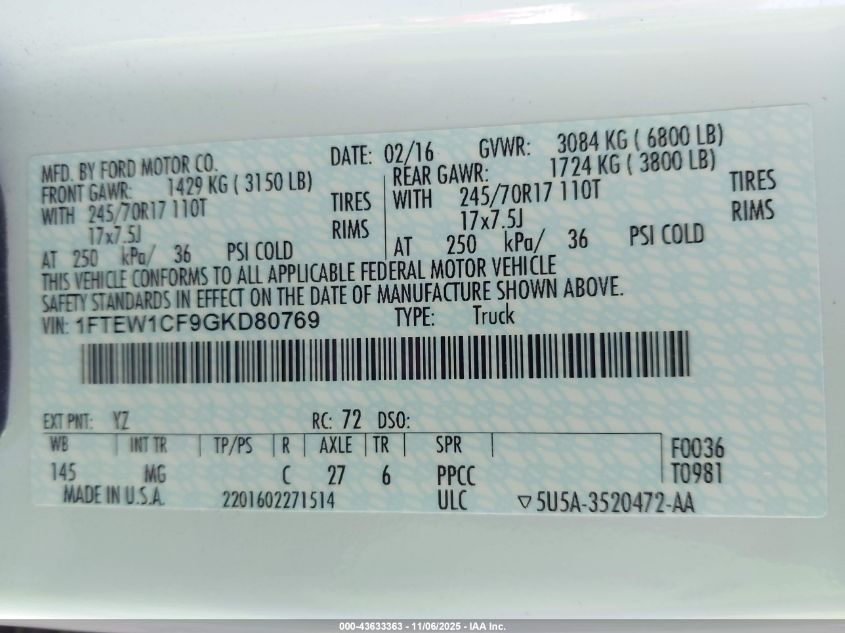 MFD. BY FORD MOTOR CO. DATE: 02/16 GVWR: 3084 KG ( 6800 LB)
FRONT GAWR: 1429 KG ( 3150 LB) REAR GAWR: 1724 KG ( 3800 LB)
WITH 245/70R17 110T TIRES WITH 245/70R17 110T TIRES
17x7.5J RIMS 17x7.5J RIMS
AT 250 kPa/ 36 PSI COLD AT 250 kPa/ 36 PSI COLD
THIS VEHICLE CONFORMS TO ALL APPLICABLE FEDERAL MOTOR VEHICLE
SAFETY STANDARDS IN EFFECT ON THE DATE OF MANUFACTURE SHOWN ABOVE.
VIN: 1FTEW1CF9GKD80769 TYPE: Truck
EXT PNT: YZ RC: 72 DSO:
WB INT TR TP/PS R AXLE TR SPR F0036
145 MG C 27 6 PPCC T0981
MADE IN U.S.A. 2201602271514 ULC ▽5U5A-3520472-AA
000-43633363 - 11/06/2025 - IAA Inc.